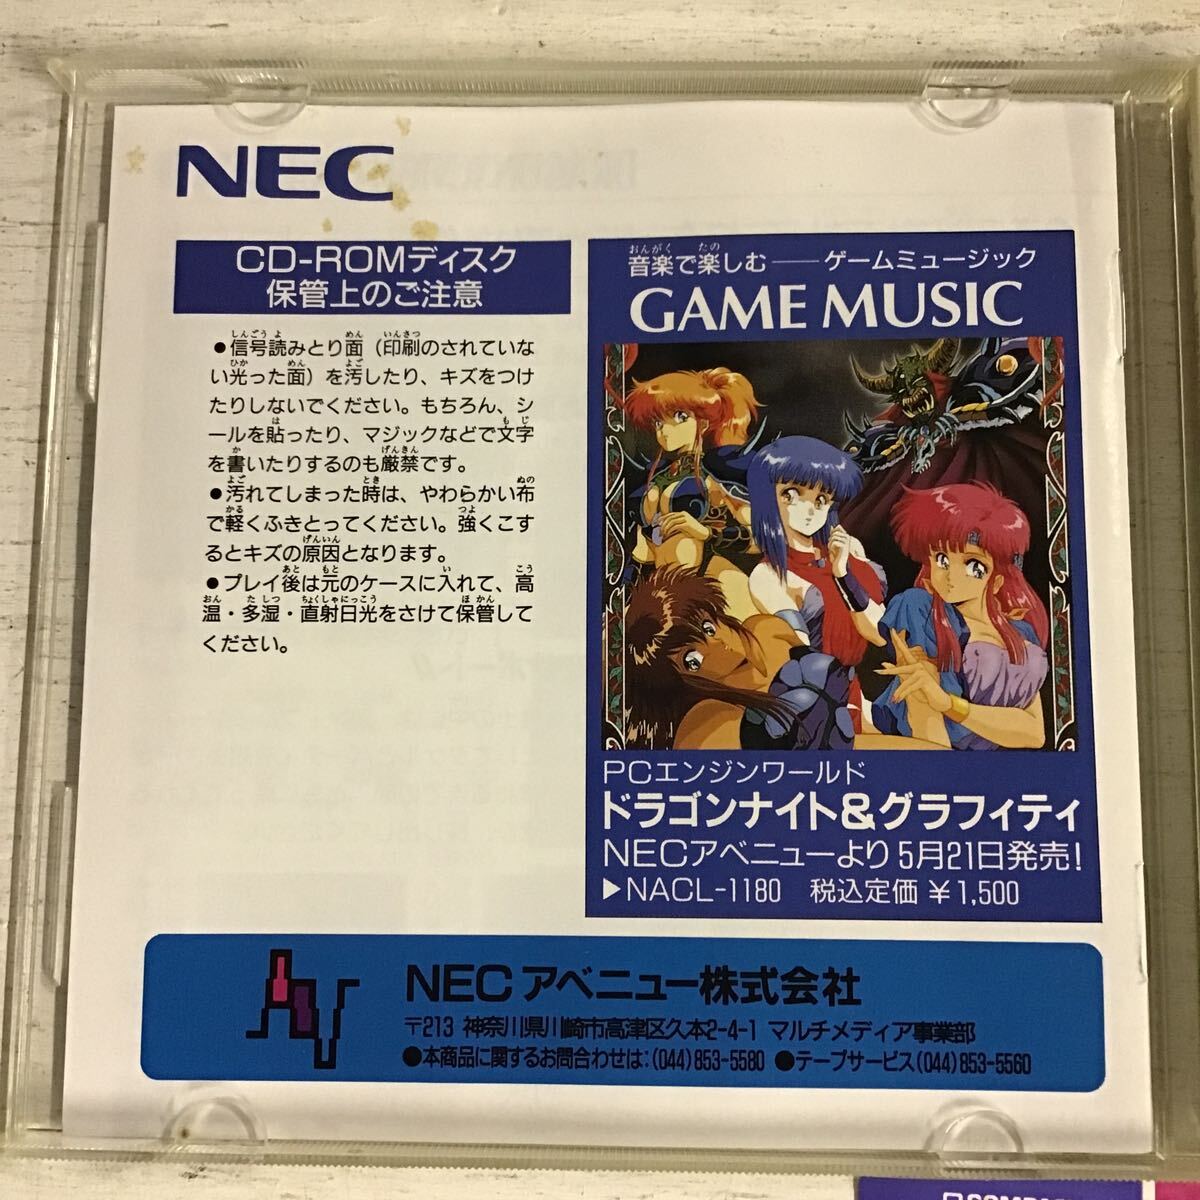 NEC
CD-ROMディスク
保管上のご注意
●信号読みとり面（印刷のされていな
い光った面）を汚したり、キズをつけ
たりしないでください。もちろん、シ
ールを貼ったり、マジックなどで文字
を書いたりするのも厳禁です。
●汚れてしまった時は、やわらかい布
で軽くふきとってください。強くこす
るとキズの原因となります。
●プレイ後は元のケースに入れて、高
温・多湿・直射日光をさけて保管して
ください。
音楽で楽しむ──ゲームミュージック
GAME MUSIC
PCエンジンワールド
ドラゴンナイト&グラフィティ
NECアベニューより5月21日発売!
▶NACL-1180 税込定価￥1,500
NECアベニュー株式会社
〒213 神奈川県川崎市高津区久本2-4-1 マルチメディア事業部
●本商品に関するお問合わせは:(044)853-5580 ●テープサービス(044)853-5560